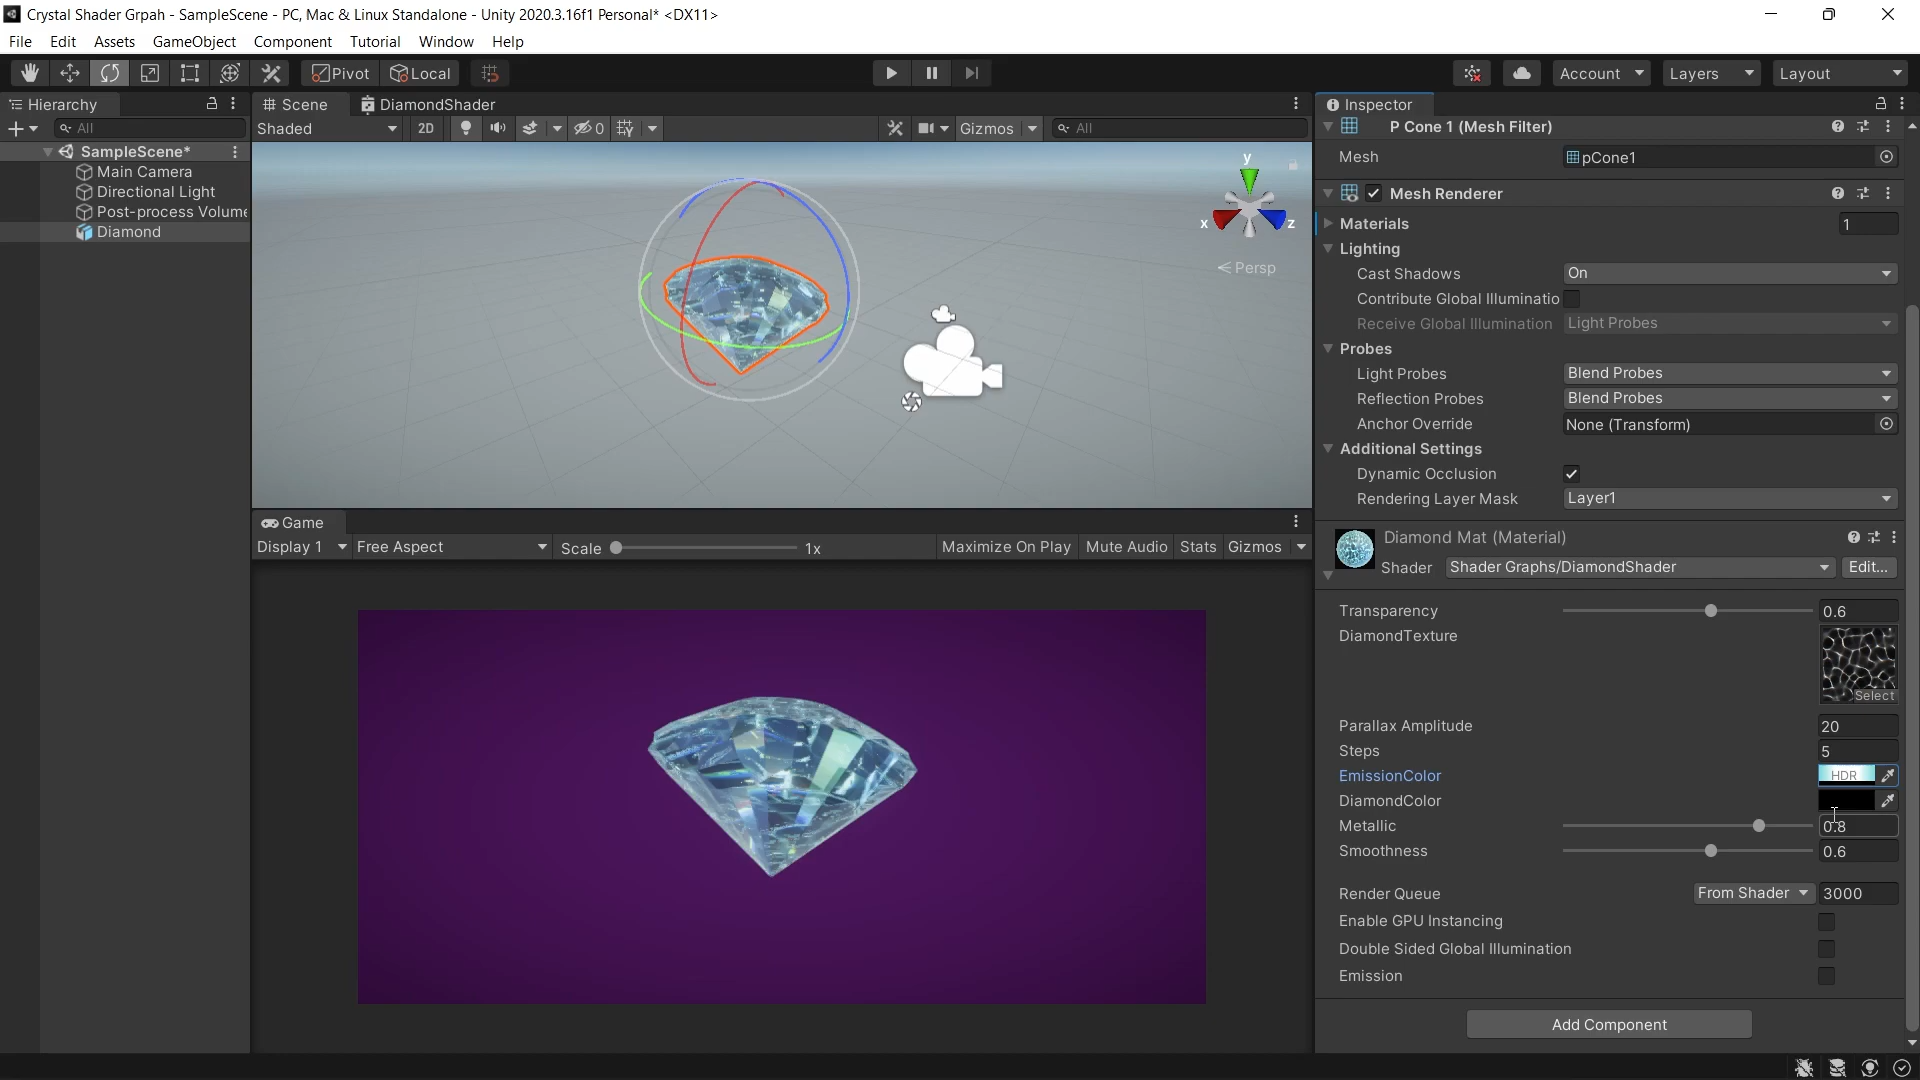 Crystal Shader Grpah - SampleScene - PC, Mac & Linux Standalone - Unity 2020.3.16f1 Personal* <DX11>
File Edit Assets GameObject Component Tutorial Window Help
Pivot Local Account Layers Layout
Hierarchy
All
SampleScene*
Main Camera
Directional Light
Post-process Volume
Diamond
Scene DiamondShader
Shaded 2D 0 Gizmos All
y
x z
Persp
Game
Display 1 Free Aspect Scale 1x Maximize On Play Mute Audio Stats Gizmos
Inspector
P Cone 1 (Mesh Filter)
Mesh pCone1
Mesh Renderer
Materials 1
Lighting
Cast Shadows On
Contribute Global Illuminatio
Receive Global Illumination Light Probes
Probes
Light Probes Blend Probes
Reflection Probes Blend Probes
Anchor Override None (Transform)
Additional Settings
Dynamic Occlusion
Rendering Layer Mask Layer1
Diamond Mat (Material)
Shader Shader Graphs/DiamondShader Edit...
Transparency 0.6
DiamondTexture
Select
Parallax Amplitude 20
Steps 5
EmissionColor HDR
DiamondColor
Metallic 0.8
Smoothness 0.6
Render Queue From Shader 3000
Enable GPU Instancing
Double Sided Global Illumination
Emission
Add Component